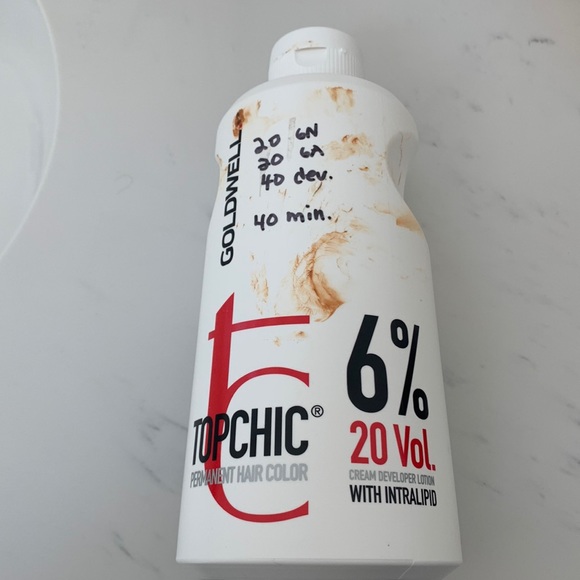 GOLDWELL
20 6N
20 6A
40 dev.
40 min.
tc
TOPCHIC®
PERMANENT HAIR COLOR
6%
20 Vol.
CREAM DEVELOPER LOTION
WITH INTRALIPID